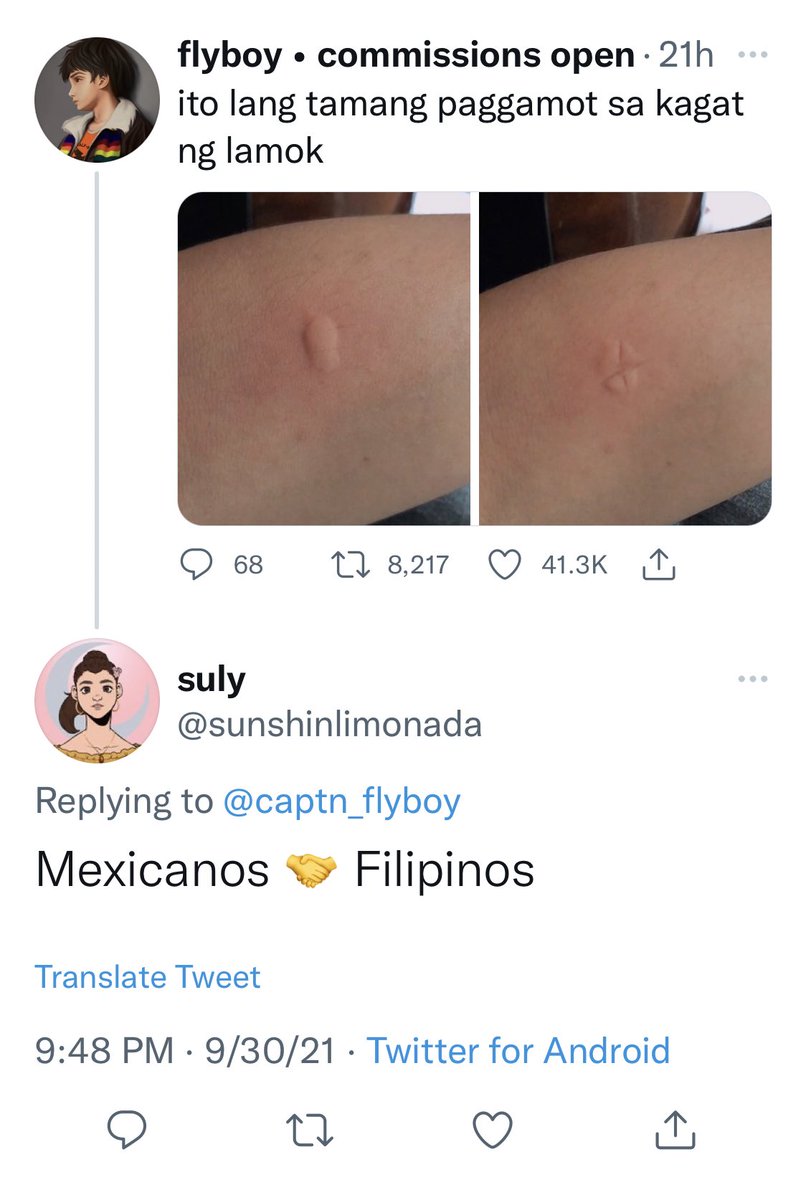 flyboy • commissions open · 21h
ito lang tamang paggamot sa kagat
ng lamok
68 8,217 41.3K
suly
@sunshinlimonada
Replying to @captn_flyboy
Mexicanos 🤝 Filipinos
Translate Tweet
9:48 PM · 9/30/21 · Twitter for Android